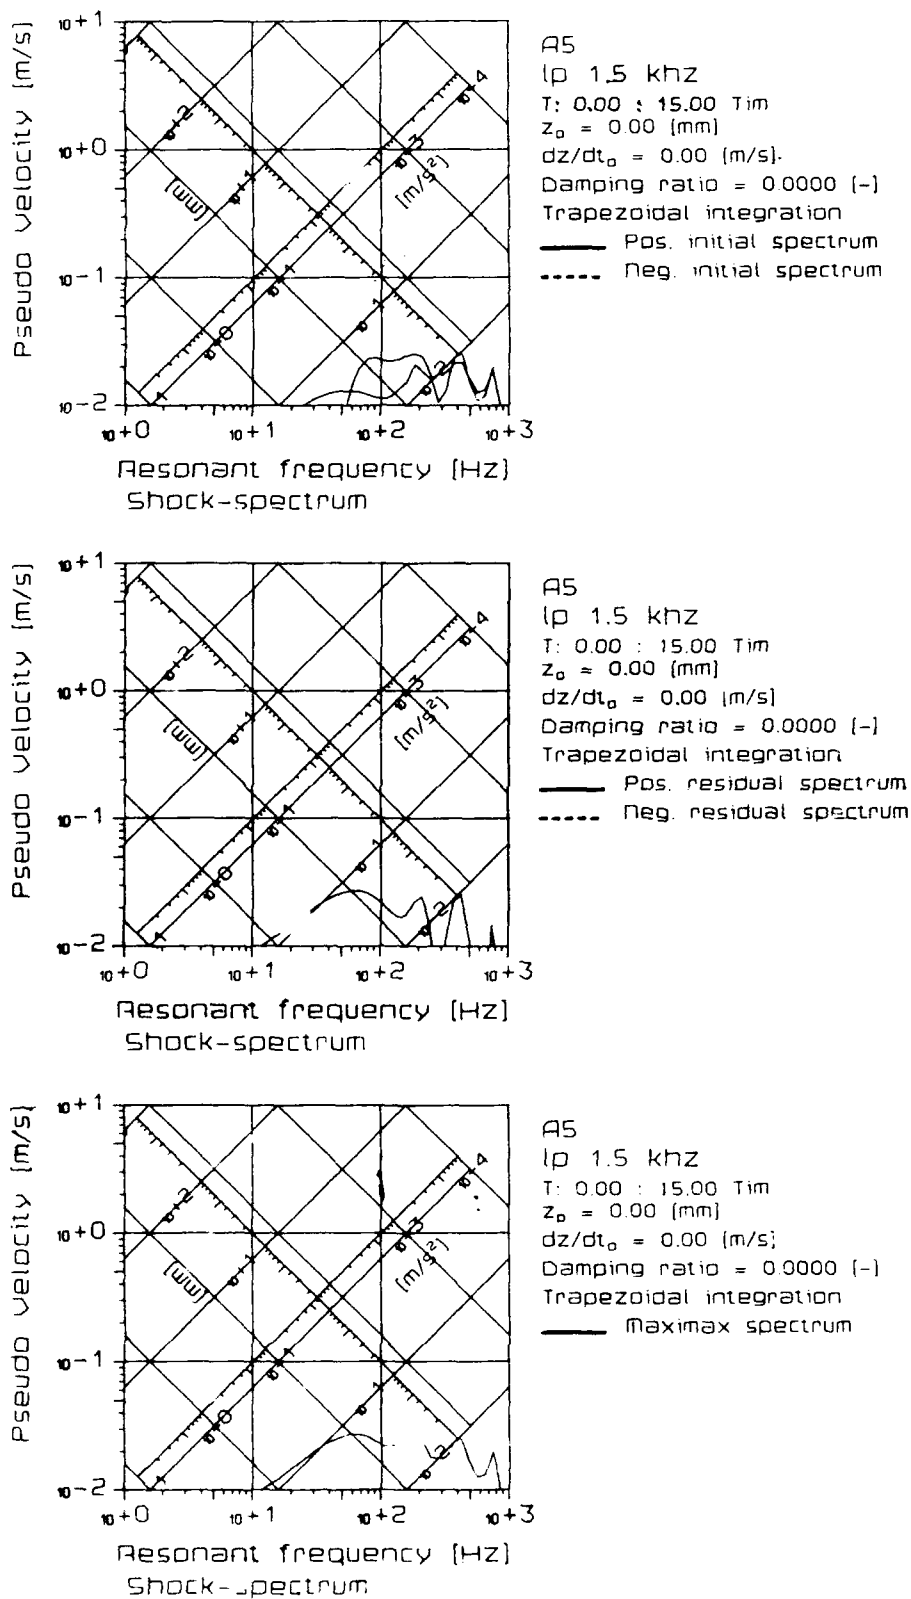 10+1
10+0
10-1
10-2
10+0 10+1 10+2 10+3
Pseudo velocity [m/s]
[mm]
[m/s²]
Resonant frequency [Hz]
Shock-spectrum
A5
lp 1.5 khz
T: 0.00 : 15.00 Tim
z₀ = 0.00 [mm]
dz/dt₀ = 0.00 [m/s].
Damping ratio = 0.0000 [-]
Trapezoidal integration
Pos. initial spectrum
Neg. initial spectrum
10+1
10+0
10-1
10-2
10+0 10+1 10+2 10+3
Pseudo velocity [m/s]
[mm]
[m/s²]
Resonant frequency [Hz]
Shock-spectrum
A5
lp 1.5 khz
T: 0.00 : 15.00 Tim
z₀ = 0.00 [mm]
dz/dt₀ = 0.00 [m/s]
Damping ratio = 0.0000 [-]
Trapezoidal integration
Pos. residual spectrum
Neg. residual spectrum
10+1
10+0
10-1
10-2
10+0 10+1 10+2 10+3
Pseudo velocity [m/s]
[mm]
[m/s²]
Resonant frequency [Hz]
Shock-spectrum
A5
lp 1.5 khz
T: 0.00 : 15.00 Tim
z₀ = 0.00 [mm]
dz/dt₀ = 0.00 [m/s]
Damping ratio = 0.0000 [-]
Trapezoidal integration
Maximax spectrum